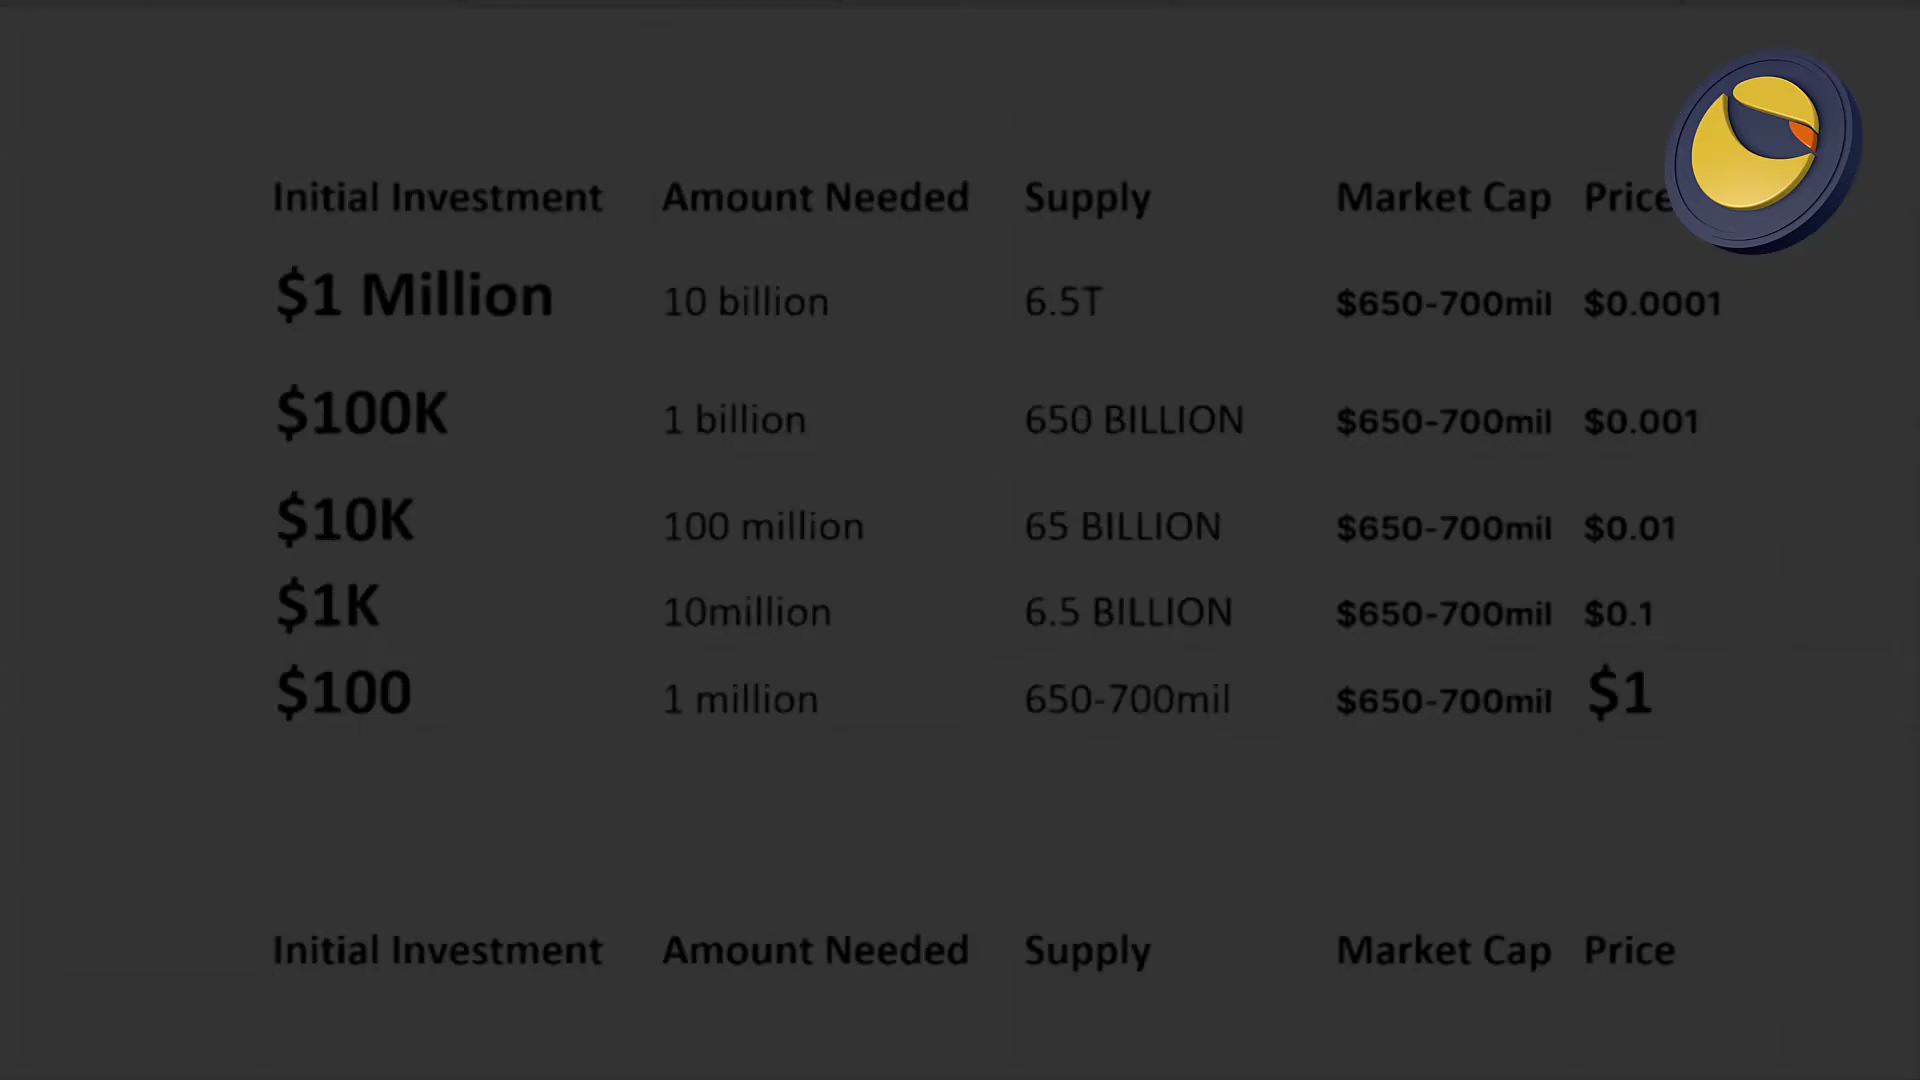 Initial Investment Amount Needed Supply Market Cap Price
$1 Million 10 billion 6.5T $650-700mil $0.0001
$100K 1 billion 650 BILLION $650-700mil $0.001
$10K 100 million 65 BILLION $650-700mil $0.01
$1K 10million 6.5 BILLION $650-700mil $0.1
$100 1 million 650-700mil $650-700mil $1
Initial Investment Amount Needed Supply Market Cap Price